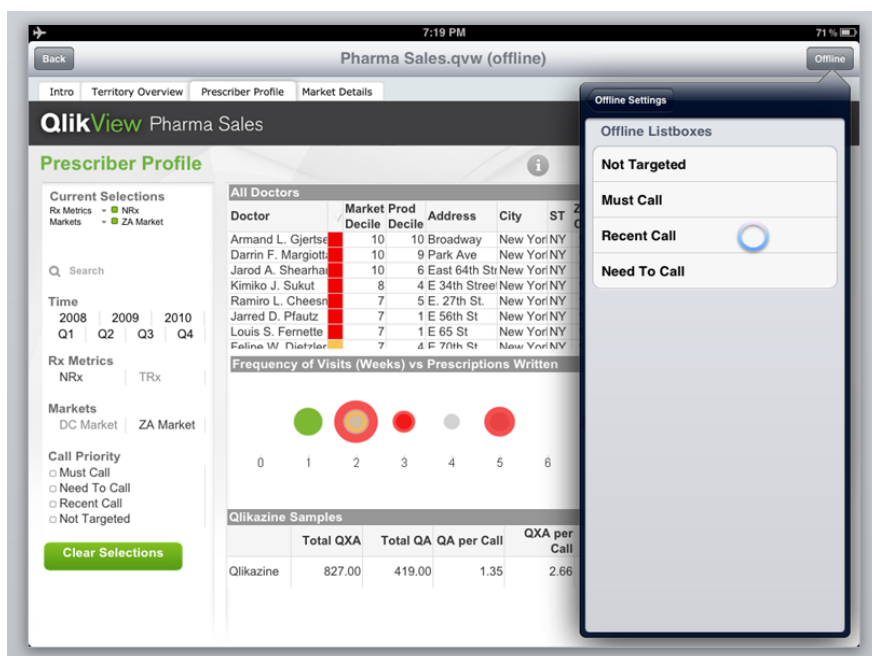 7:19 PM
71 %
Back
Pharma Sales.qvw (offline)
Offline
Intro Territory Overview Prescriber Profile Market Details
QlikView Pharma Sales
Prescriber Profile
i
Current Selections
Rx Metrics NRx
Markets ZA Market
Search
Time
2008 2009 2010
Q1 Q2 Q3 Q4
Rx Metrics
NRx TRx
Markets
DC Market ZA Market
Call Priority
Must Call
Need To Call
Recent Call
Not Targeted
Clear Selections
All Doctors
Doctor Market Decile Prod Decile Address City ST
Armand L. Gjertse 10 10 Broadway New Yor NY
Darrin F. Margiott 10 9 Park Ave New Yor NY
Jarod A. Shearha 10 6 East 64th Str New Yor NY
Kimiko J. Sukut 8 4 E 34th Street New Yor NY
Ramiro L. Cheesn 7 5 E. 27th St. New Yor NY
Jarred D. Pfautz 7 1 E 56th St New Yor NY
Louis S. Fernette 7 1 E 65 St New Yor NY
Feline W. Dietzler 7 4 E 70th St New Yor NY
Frequency of Visits (Weeks) vs Prescriptions Written
0 1 2 3 4 5 6
Qlikazine Samples
Total QXA Total QA QA per Call QXA per Call
Qlikazine 827.00 419.00 1.35 2.66
Offline Settings
Offline Listboxes
Not Targeted
Must Call
Recent Call
Need To Call